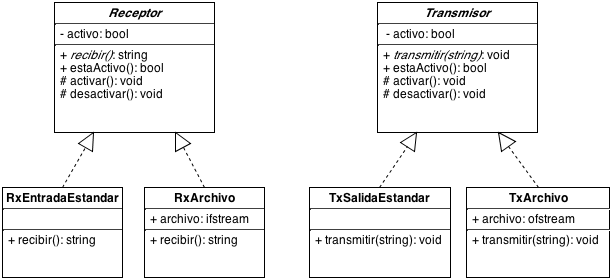 Receptor
- activo: bool
+ recibir(): string
+ estaActivo(): bool
# activar(): void
# desactivar(): void
Transmisor
- activo: bool
+ transmitir(string): void
+ estaActivo(): bool
# activar(): void
# desactivar(): void
RxEntradaEstandar
+ recibir(): string
RxArchivo
+ archivo: ifstream
+ recibir(): string
TxSalidaEstandar
+ transmitir(string): void
TxArchivo
+ archivo: ofstream
+ transmitir(string): void